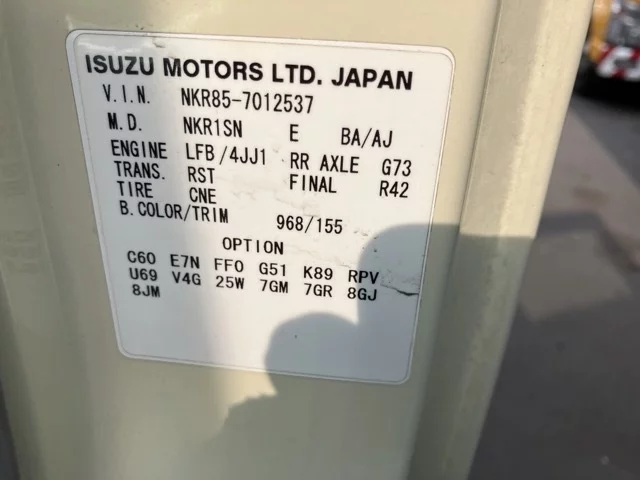 ISUZU MOTORS LTD. JAPAN
V.I.N. NKR85-7012537
M.D. NKR1SN E BA/AJ
ENGINE LFB/4JJ1 RR AXLE G73
TRANS. RST FINAL R42
TIRE CNE
B.COLOR/TRIM 968/155
OPTION
C60 E7N FF0 G51 K89 RPV
U69 V4G 25W 7GM 7GR 8GJ
8JM